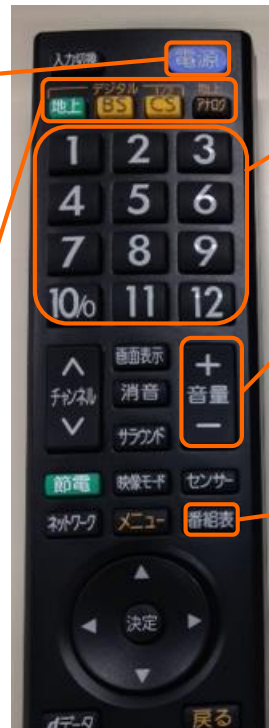 入力切換 電源
デジタル 地上
地上 BS CS 1/2 アナログ
1 2 3
4 5 6
7 8 9
10/0 11 12
画面表示
チャンネル 消音 + 音量 −
サラウンド
節電 映像モード センサー
ネットワーク メニュー 番組表
決定
dデータ 戻る